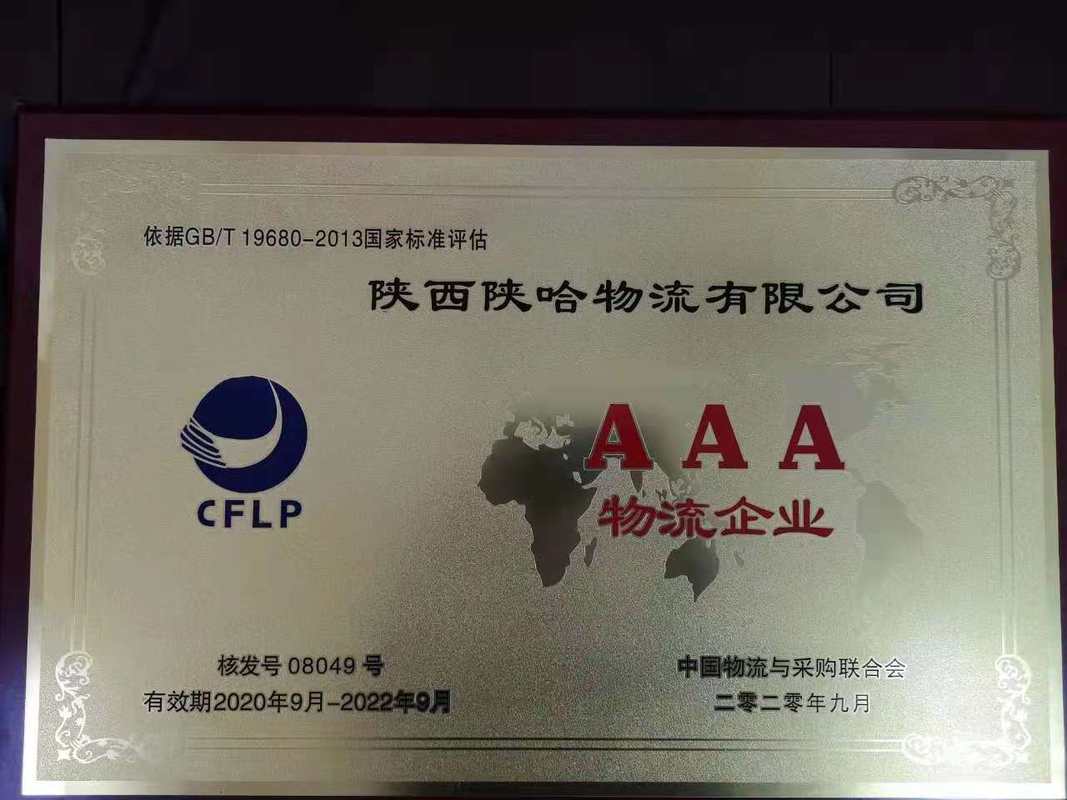 依据GB/T 19680-2013国家标准评估
陕西陕哈物流有限公司
CFLP
AAA
物流企业
核发号 08049 号
有效期2020年9月-2022年9月
中国物流与采购联合会
二零二零年九月